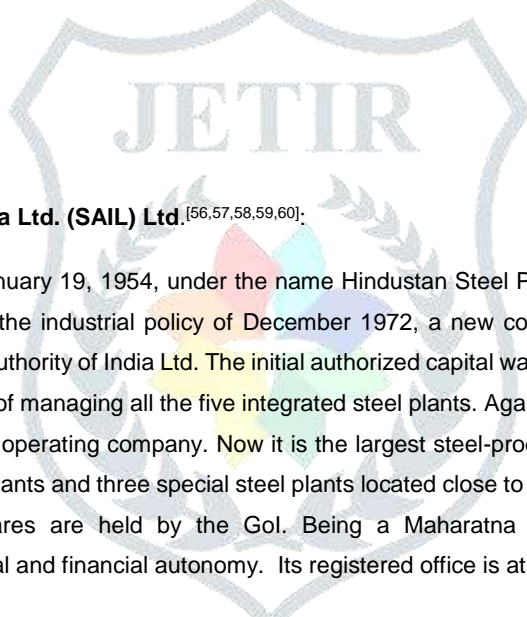 JETIR
a Ltd. (SAIL) Ltd.[56,57,58,59,60]:
nuary 19, 1954, under the name Hindustan Steel P
the industrial policy of December 1972, a new co
uthority of India Ltd. The initial authorized capital wa
of managing all the five integrated steel plants. Aga
operating company. Now it is the largest steel-proc
ants and three special steel plants located close to
ares are held by the GoI. Being a Maharatna
al and financial autonomy. Its registered office is at